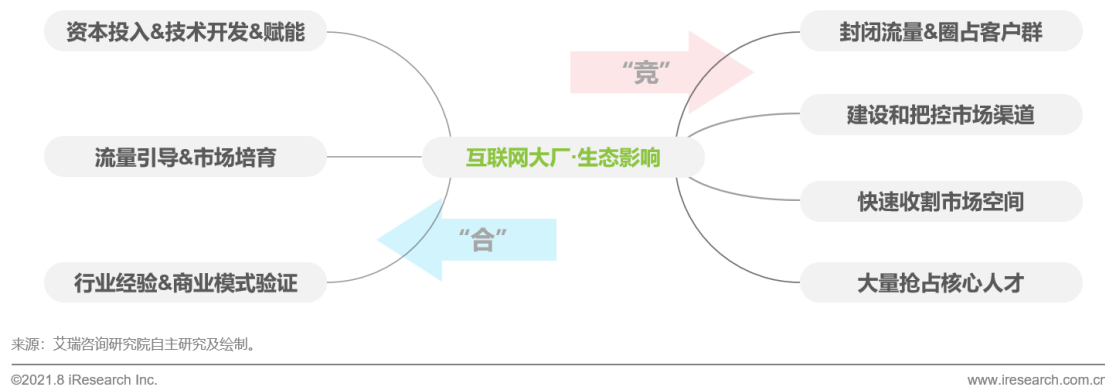 资本投入&技术开发&赋能
流量引导&市场培育
行业经验&商业模式验证
互联网大厂·生态影响
“竞”
“合”
封闭流量&圈占客户群
建设和把控市场渠道
快速收割市场空间
大量抢占核心人才
来源：艾瑞咨询研究院自主研究及绘制。
©2021.8 iResearch Inc.
www.iresearch.com.cn